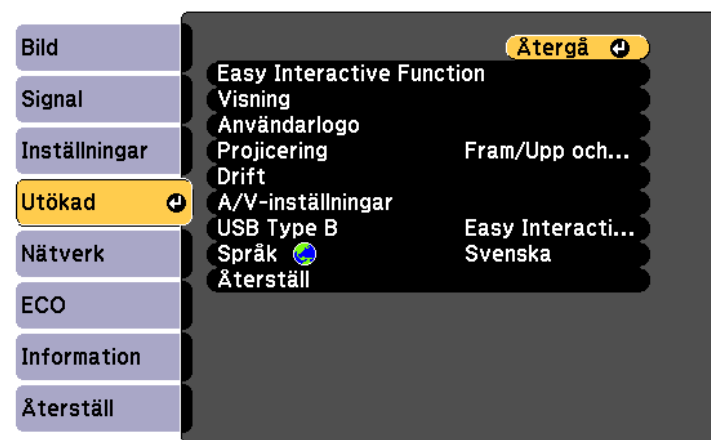 Bild
Signal
Inställningar
Utökad
Nätverk
ECO
Information
Återställ
Återgå
Easy Interactive Function
Visning
Användarlogo
Projicering Fram/Upp och...
Drift
A/V-inställningar
USB Type B Easy Interacti...
Språk Svenska
Återställ